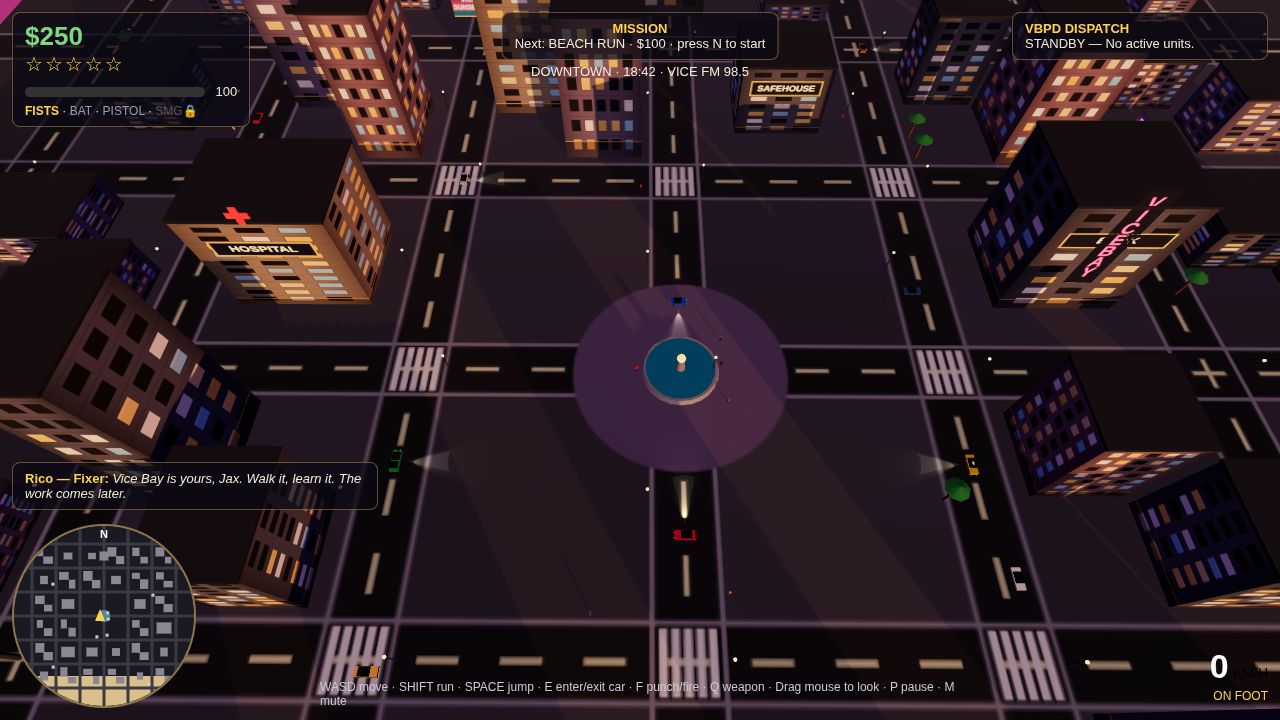 $250
☆☆☆☆☆
100
FISTS · BAT · PISTOL · SMG🔒
MISSION
Next: BEACH RUN · $100 · press N to start
DOWNTOWN · 18:42 · VICE FM 98.5
VBPD DISPATCH
STANDBY — No active units.
SAFEHOUSE
HOSPITAL
Rico — Fixer: Vice Bay is yours, Jax. Walk it, learn it. The
work comes later.
N
WASD move · SHIFT run · SPACE jump · E enter/exit car · F punch/fire · Q weapon · Drag mouse to look · P pause · M
mute
0 KM/H
ON FOOT